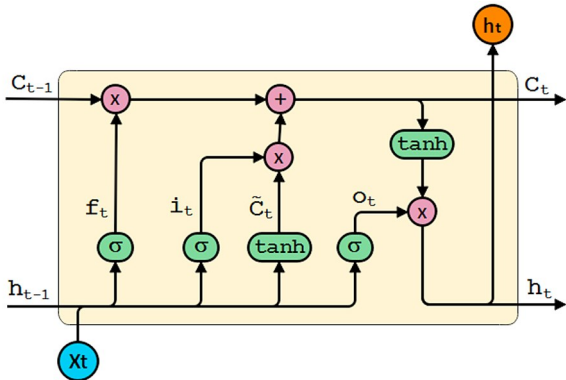 hₜ
Cₜ₋₁
x
+
Cₜ
tanh
x
fₜ
iₜ
C̃ₜ
oₜ
x
σ
σ
tanh
σ
hₜ₋₁
hₜ
Xt